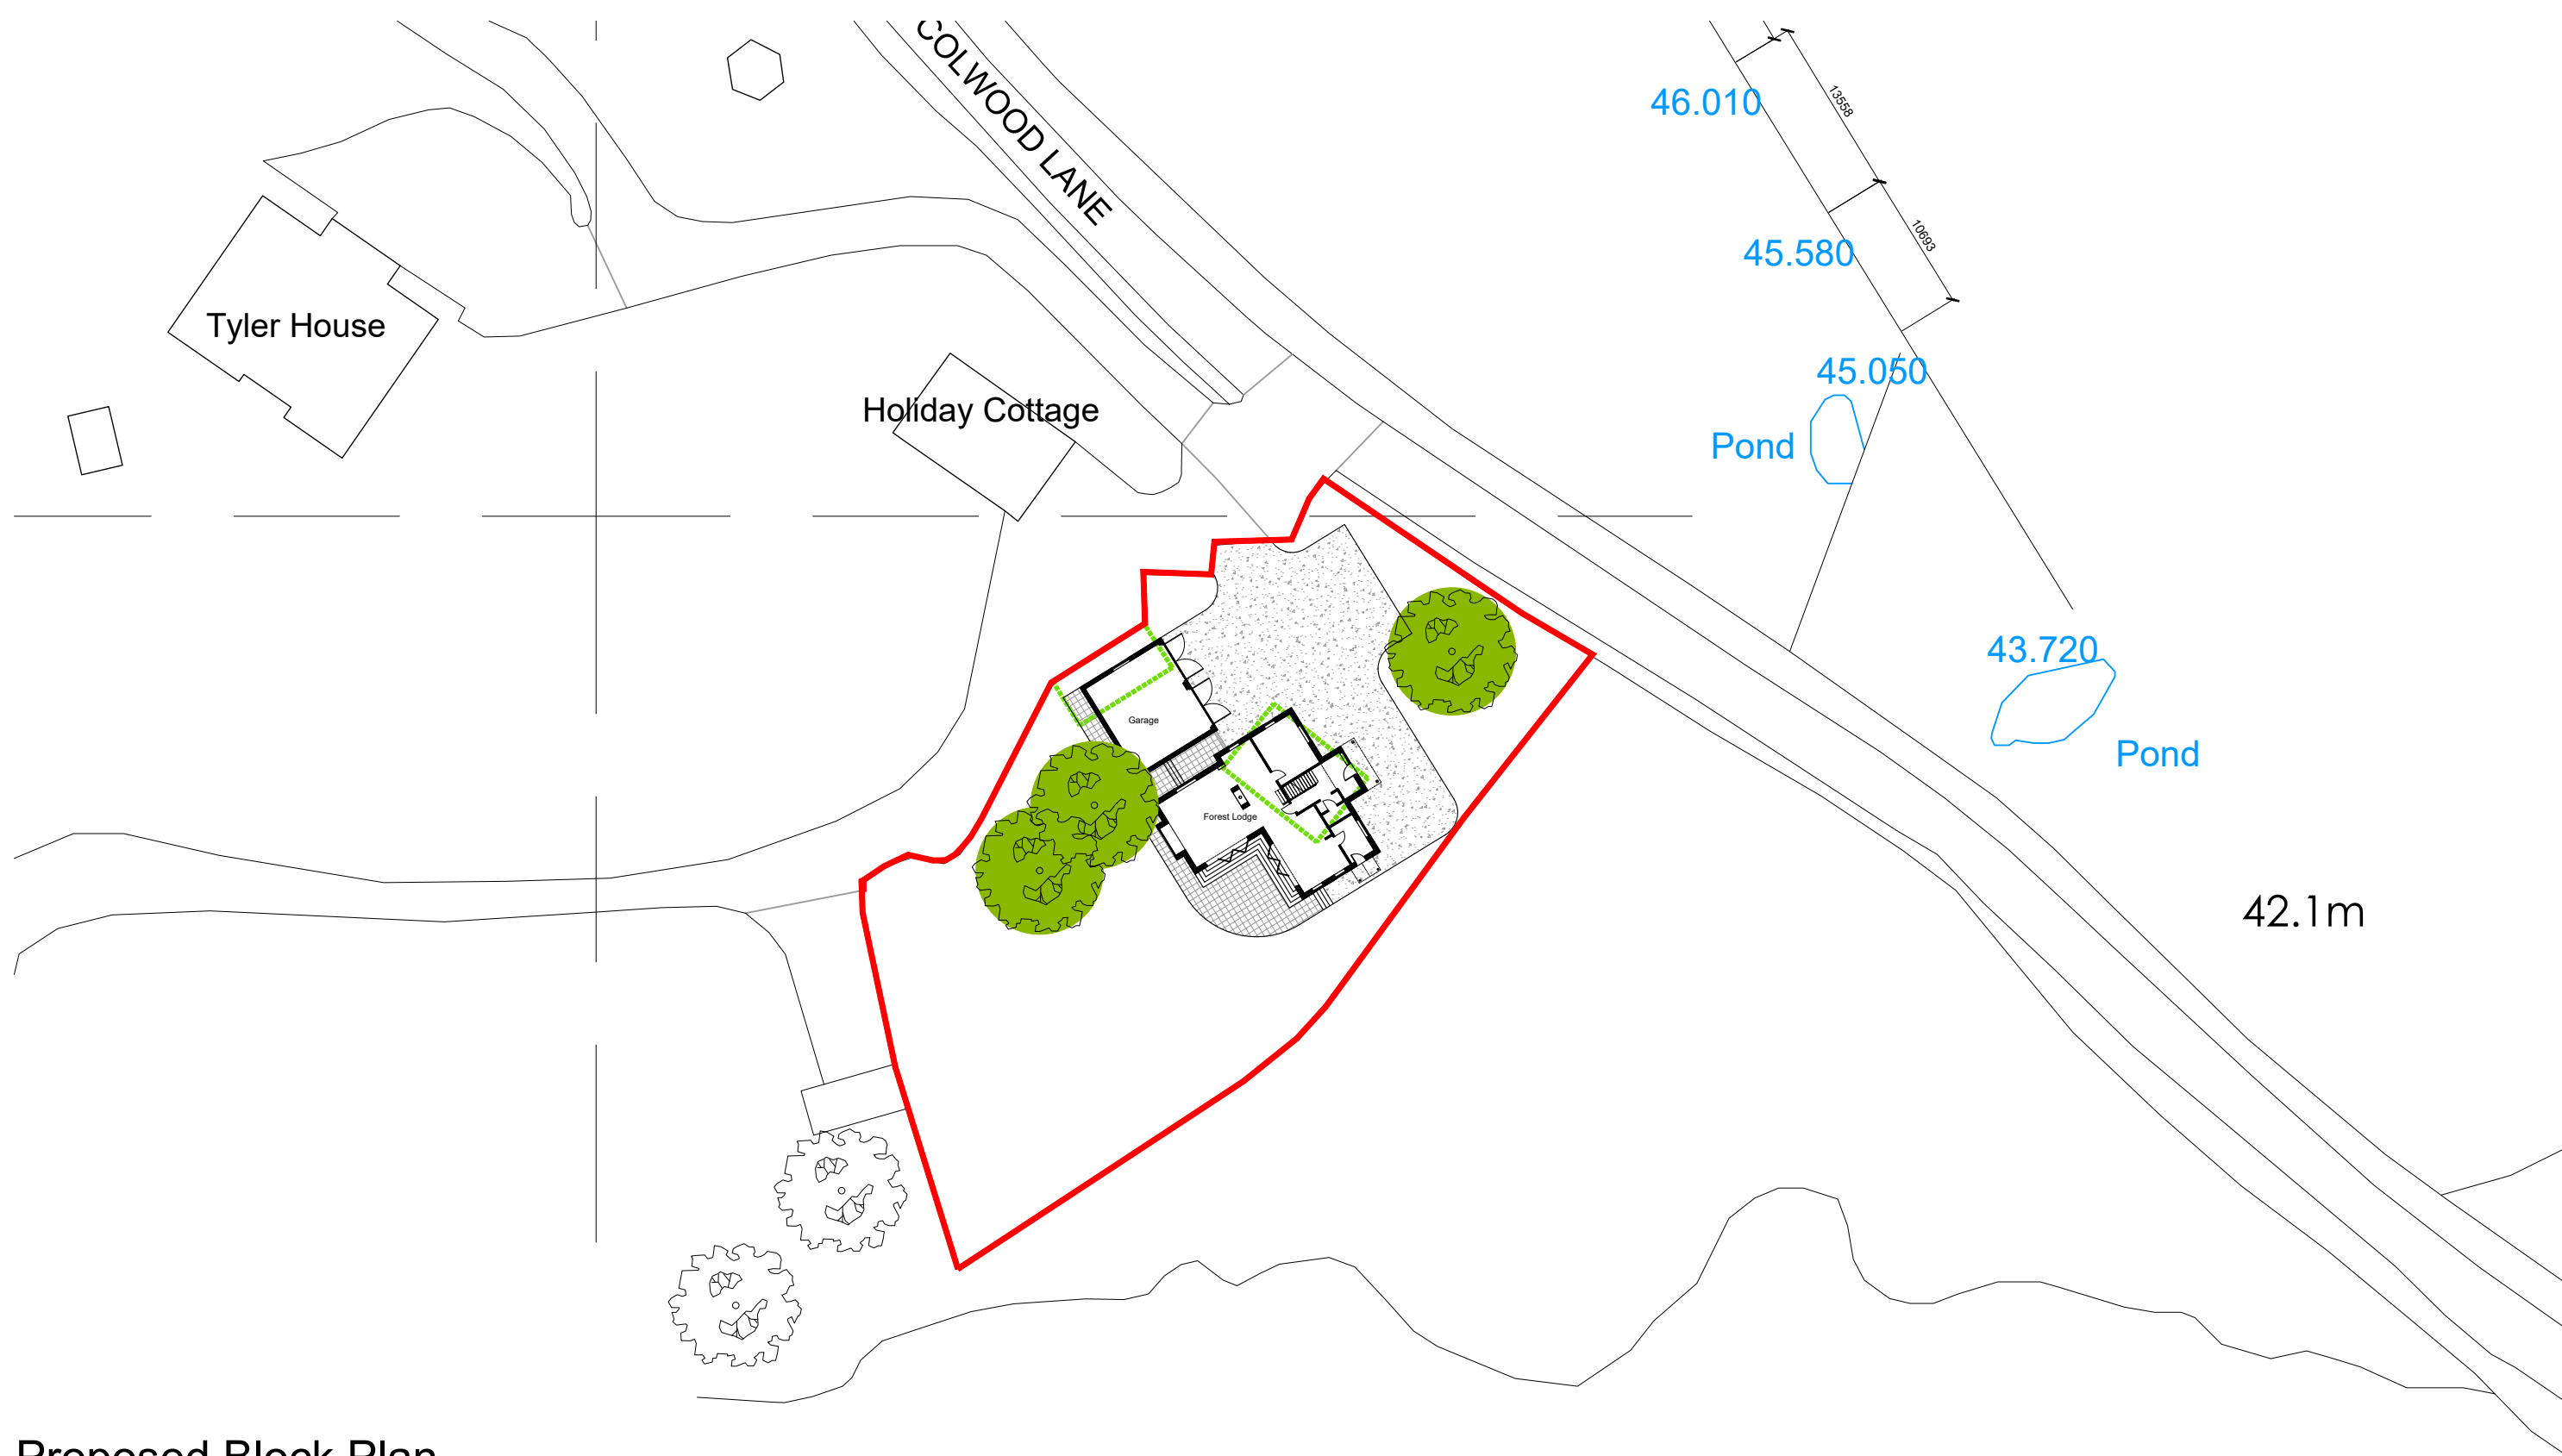 COLWOOD LANE
46.010
13558
45.580
10693
Tyler House
45.050
Holiday Cottage
Pond
43.720
Garage
Pond
Forest Lodge
42.1m
Proposed Block Plan